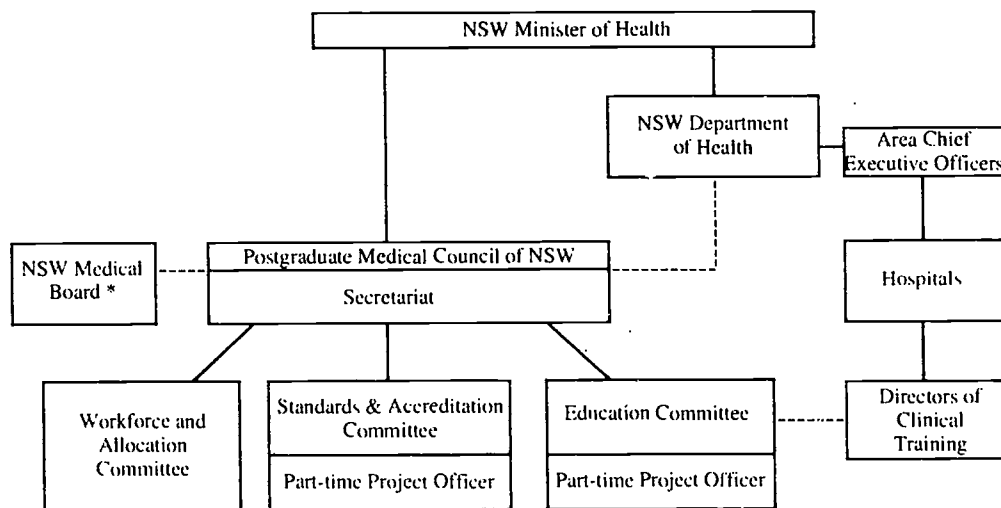 NSW Minister of Health
NSW Department
of Health
Area Chief
Executive Officers
Postgraduate Medical Council of NSW
NSW Medical
Board *
Secretariat
Hospitals
Workforce and
Allocation
Committee
Standards & Accreditation
Committee
Part-time Project Officer
Education Committee
Part-time Project Officer
Directors of
Clinical
Training